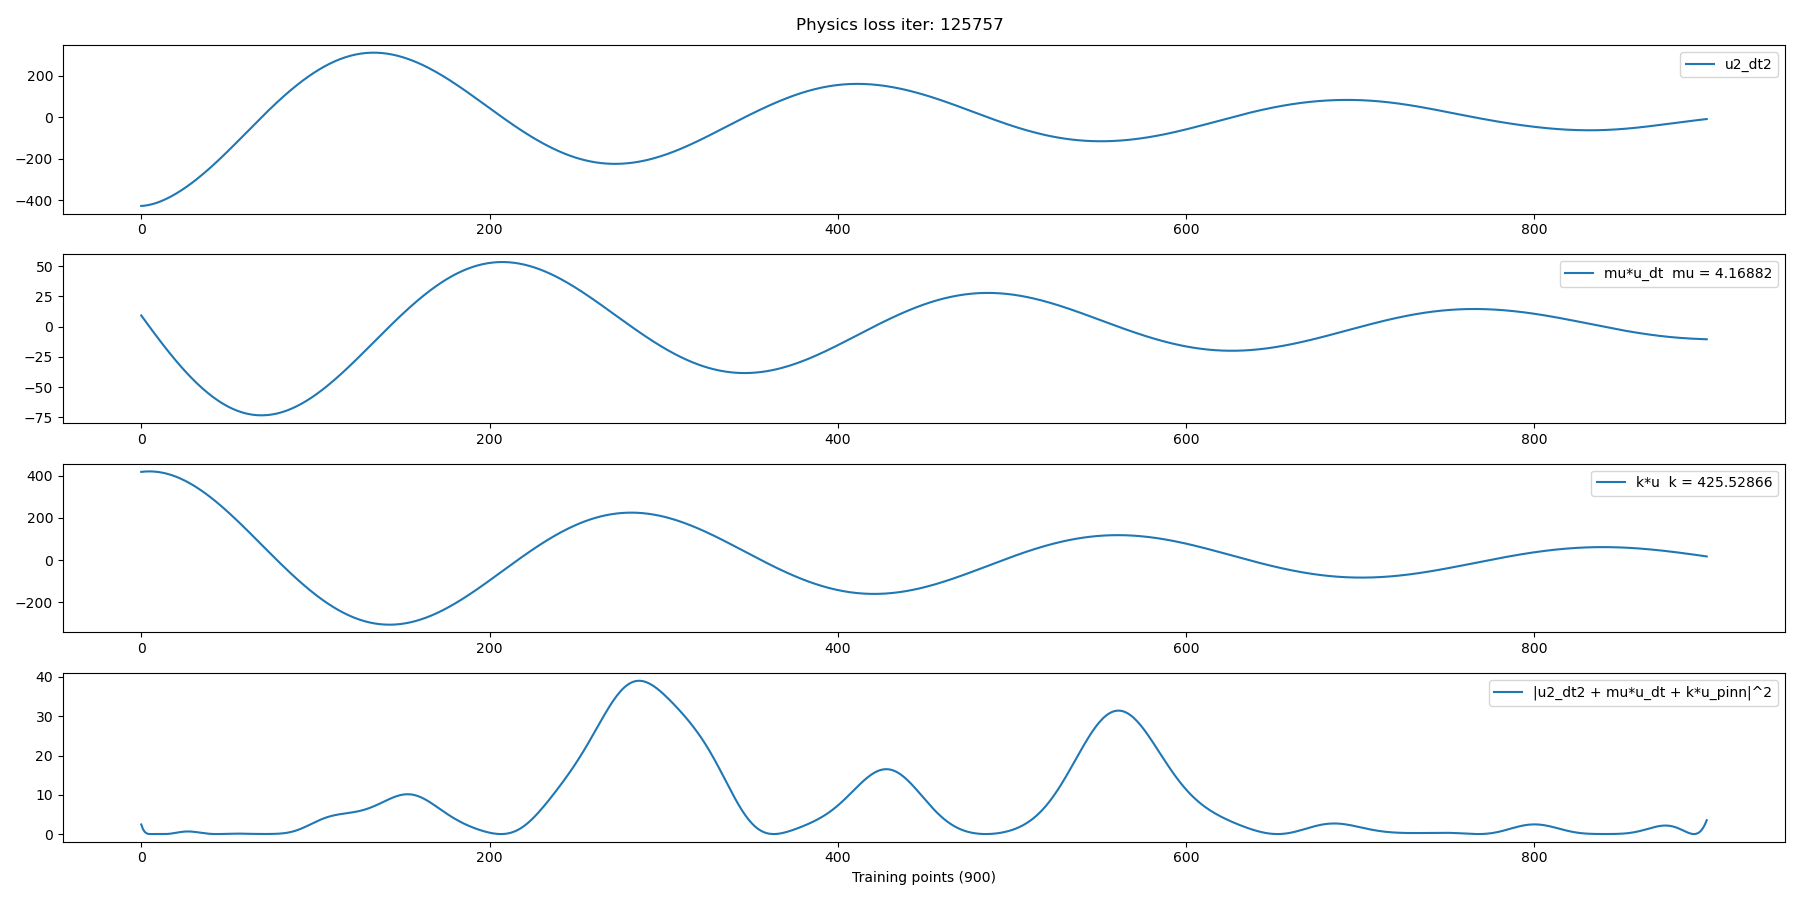 Physics loss iter: 125757
200
0
−200
−400
u2_dt2
0 200 400 600 800
50
25
0
−25
−50
−75
mu*u_dt  mu = 4.16882
0 200 400 600 800
400
200
0
−200
k*u  k = 425.52866
0 200 400 600 800
40
30
20
10
0
|u2_dt2 + mu*u_dt + k*u_pinn|^2
0 200 400 600 800
Training points (900)